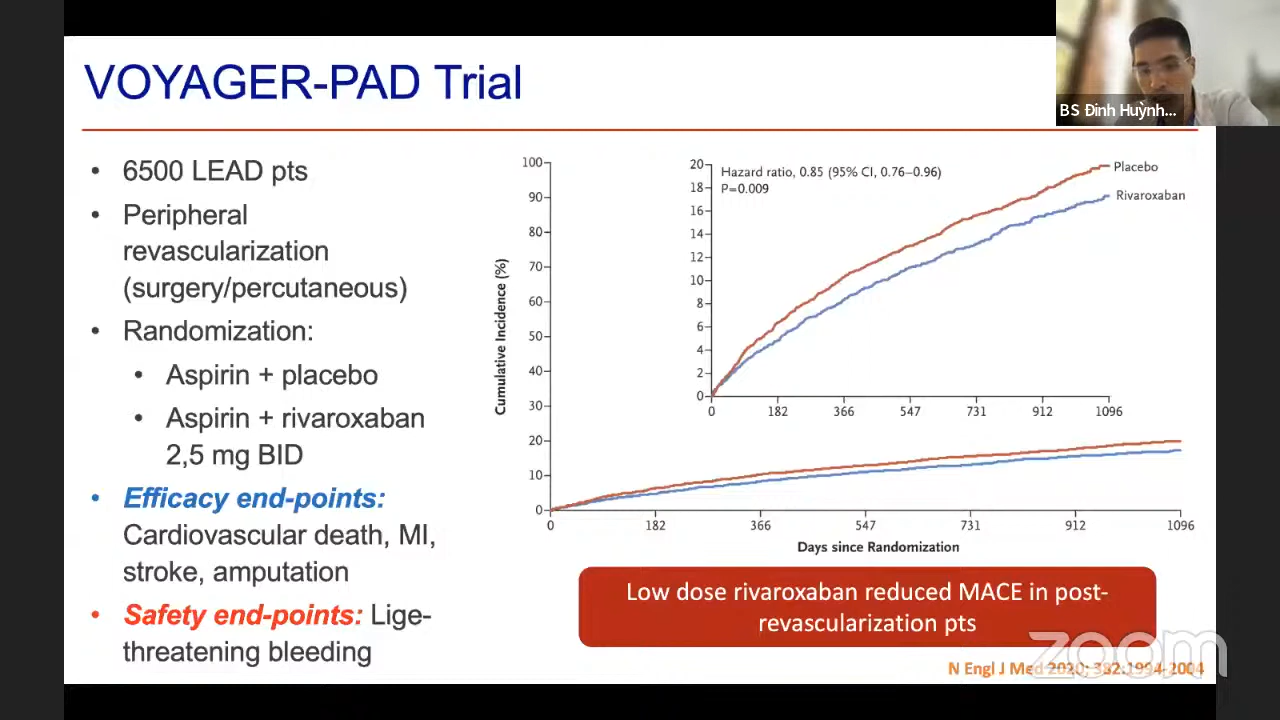 VOYAGER-PAD Trial
BS Đinh Huỳnh...
• 6500 LEAD pts
• Peripheral
revascularization
(surgery/percutaneous)
• Randomization:
• Aspirin + placebo
• Aspirin + rivaroxaban
2,5 mg BID
• Efficacy end-points:
Cardiovascular death, MI,
stroke, amputation
• Safety end-points: Lige-
threatening bleeding
Cumulative Incidence (%)
100
90
80
70
60
50
40
30
20
10
0
0 182 366 547 731 912 1096
Days since Randomization
Hazard ratio, 0.85 (95% CI, 0.76–0.96)
P=0.009
20
18
16
14
12
10
8
6
4
2
0
0 182 366 547 731 912 1096
Placebo
Rivaroxaban
Low dose rivaroxaban reduced MACE in post-
revascularization pts
N Engl J Med 2020; 382:1994-2004
zoom